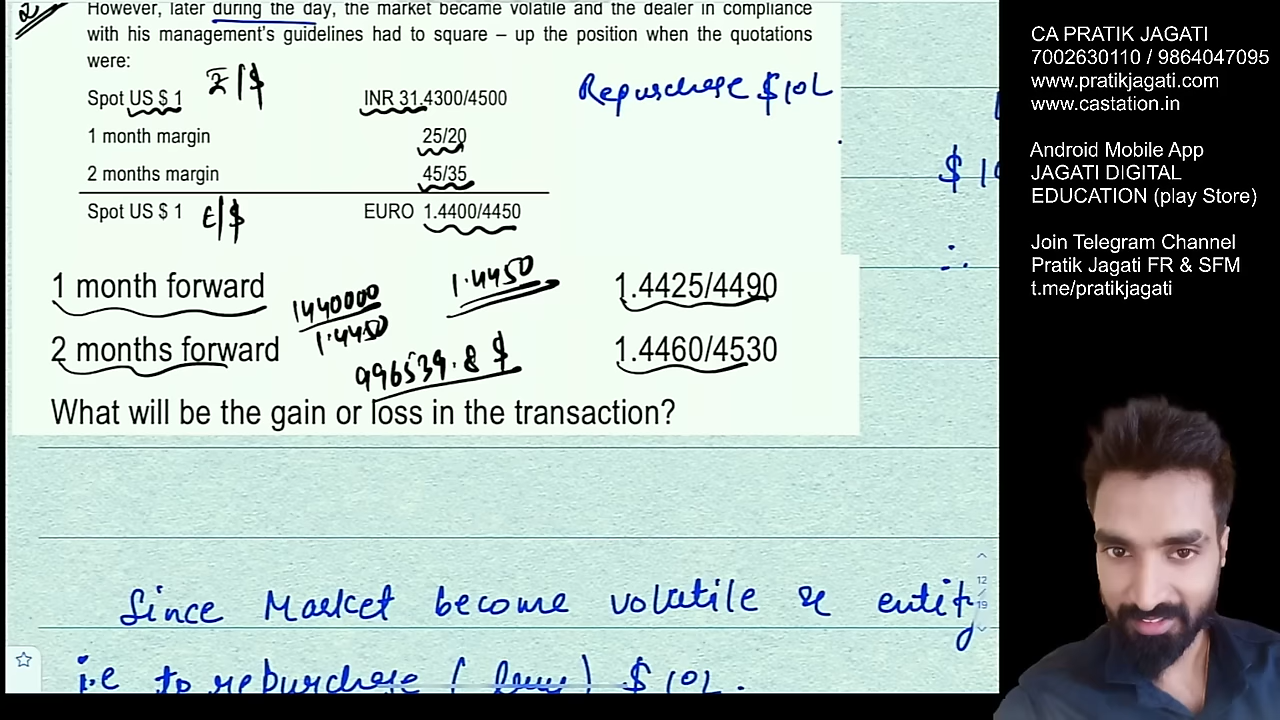 2
However, later during the day, the market became volatile and the dealer in compliance
with his management's guidelines had to square – up the position when the quotations
were:
₹/$
Spot US $ 1 INR 31.4300/4500
Repurchase $10L
1 month margin 25/20
2 months margin 45/35
$ 10
Spot US $ 1 €/$ EURO 1.4400/4450
∴
1 month forward 1.4425/4490
1440000
1.4450
1.4450
2 months forward 1.4460/4530
996539.8 $
What will be the gain or loss in the transaction?
Since Market become volatile & entity
i.e to repurchase ( ) $ 10L.
12
19
CA PRATIK JAGATI
7002630110 / 9864047095
www.pratikjagati.com
www.castation.in
Android Mobile App
JAGATI DIGITAL
EDUCATION (play Store)
Join Telegram Channel
Pratik Jagati FR & SFM
t.me/pratikjagati